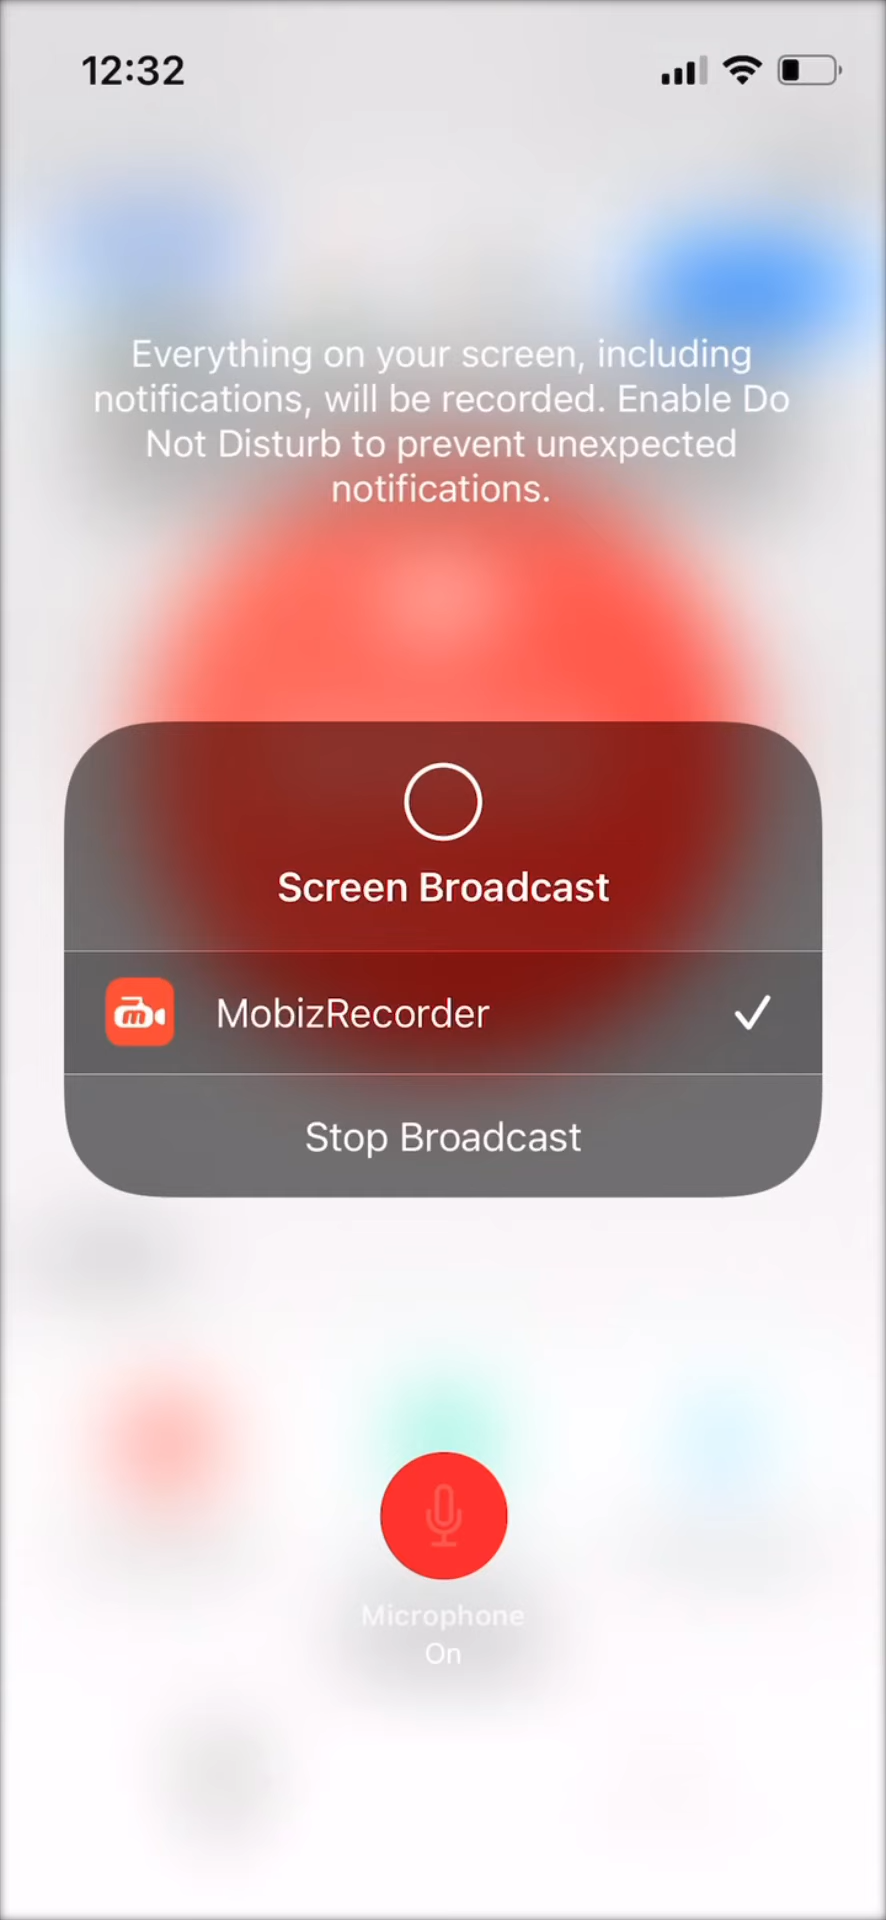 12:32
Everything on your screen, including
notifications, will be recorded. Enable Do
Not Disturb to prevent unexpected
notifications.
Screen Broadcast
m
MobizRecorder
Stop Broadcast
Microphone
On